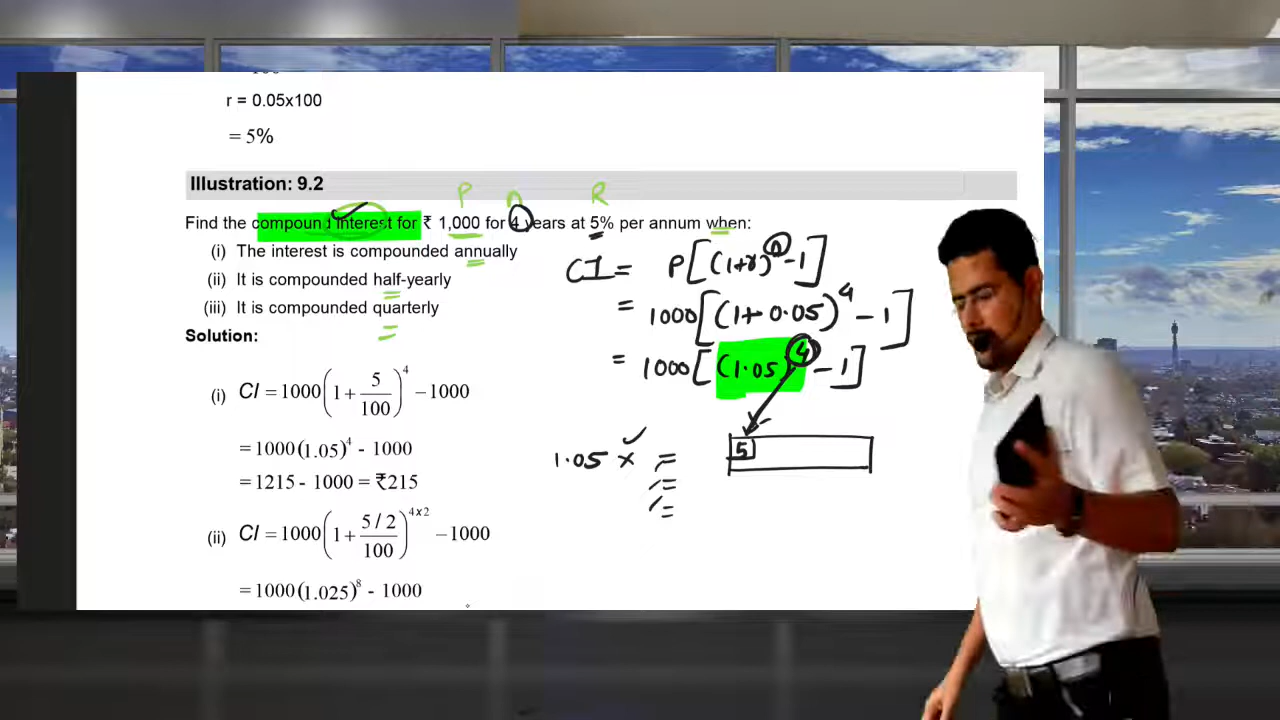 r = 0.05x100
= 5%
Illustration: 9.2
P n R
Find the compound interest for ₹ 1,000 for 4 years at 5% per annum when:
(i) The interest is compounded annually
(ii) It is compounded half-yearly
(iii) It is compounded quarterly
Solution:
(i) CI = 1000(1 + 5/100)^4 − 1000
= 1000(1.05)^4 - 1000
= 1215 - 1000 = ₹215
(ii) CI = 1000(1 + 5/2/100)^4x2 − 1000
= 1000(1.025)^8 - 1000
CI = P[(1+r)^n - 1]
= 1000[(1+0.05)^4 - 1]
= 1000[(1.05)^4 - 1]
1.05 x =
=
=
5